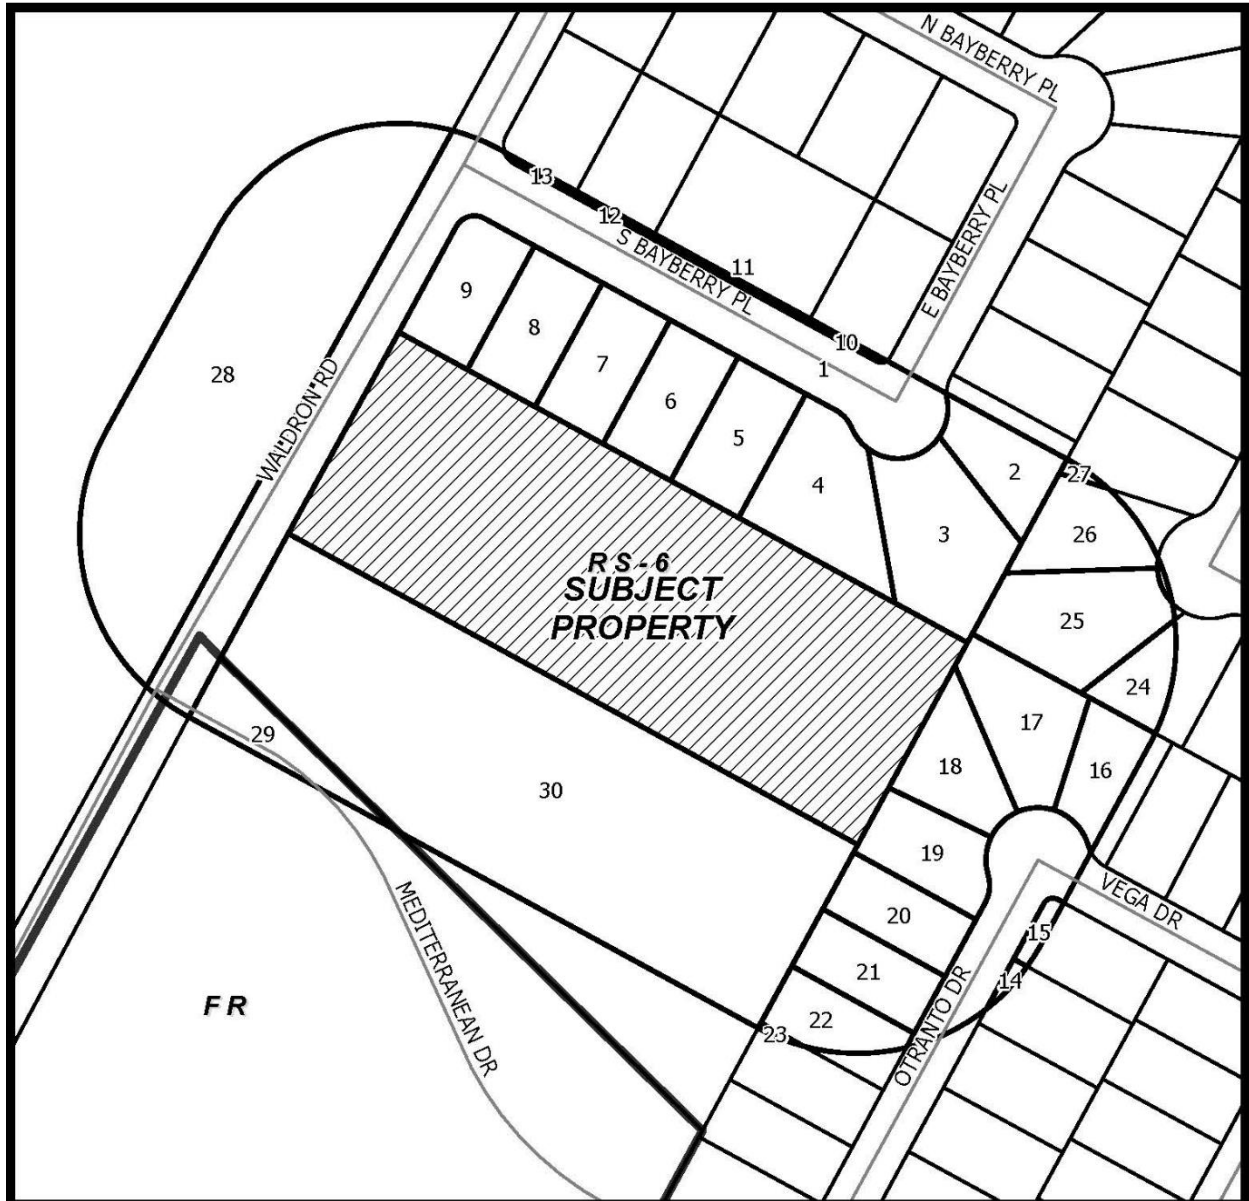 N BAYBERRY PL
13
12
S BAYBERRY PL
11
E BAYBERRY PL
10
1
9
8
7
6
5
4
3
2
27
26
25
24
28
WALDRON RD
RS-6
SUBJECT
PROPERTY
17
18
16
29
30
19
20
21
22
23
15
14
VEGA DR
OTRANTO DR
MEDITERRANEAN DR
FR